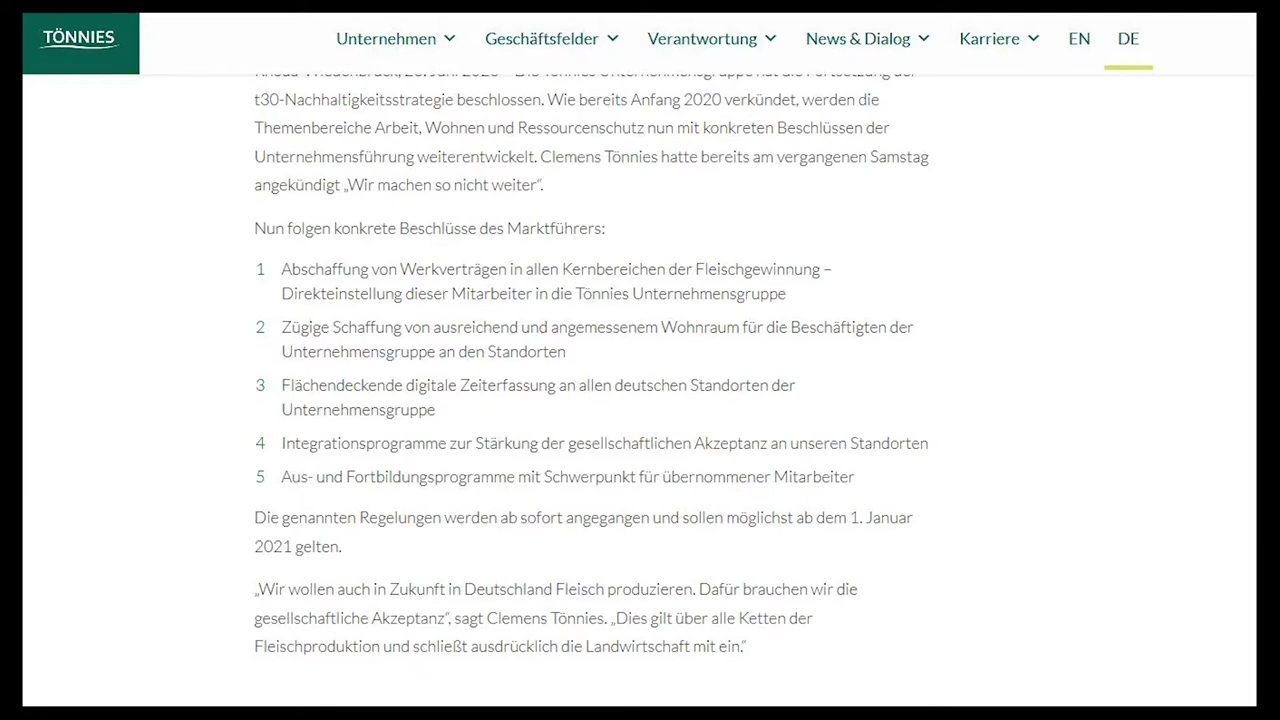 TÖNNIES
Unternehmen
Geschäftsfelder
Verantwortung
News & Dialog
Karriere
EN
DE
t30-Nachhaltigkeitsstrategie beschlossen. Wie bereits Anfang 2020 verkündet, werden die
Themenbereiche Arbeit, Wohnen und Ressourcenschutz nun mit konkreten Beschlüssen der
Unternehmensführung weiterentwickelt. Clemens Tönnies hatte bereits am vergangenen Samstag
angekündigt „Wir machen so nicht weiter“.
Nun folgen konkrete Beschlüsse des Marktführers:
1 Abschaffung von Werkverträgen in allen Kernbereichen der Fleischgewinnung –
Direkteinstellung dieser Mitarbeiter in die Tönnies Unternehmensgruppe
2 Zügige Schaffung von ausreichend und angemessenem Wohnraum für die Beschäftigten der
Unternehmensgruppe an den Standorten
3 Flächendeckende digitale Zeiterfassung an allen deutschen Standorten der
Unternehmensgruppe
4 Integrationsprogramme zur Stärkung der gesellschaftlichen Akzeptanz an unseren Standorten
5 Aus- und Fortbildungsprogramme mit Schwerpunkt für übernommener Mitarbeiter
Die genannten Regelungen werden ab sofort angegangen und sollen möglichst ab dem 1. Januar
2021 gelten.
„Wir wollen auch in Zukunft in Deutschland Fleisch produzieren. Dafür brauchen wir die
gesellschaftliche Akzeptanz“, sagt Clemens Tönnies. „Dies gilt über alle Ketten der
Fleischproduktion und schließt ausdrücklich die Landwirtschaft mit ein.“